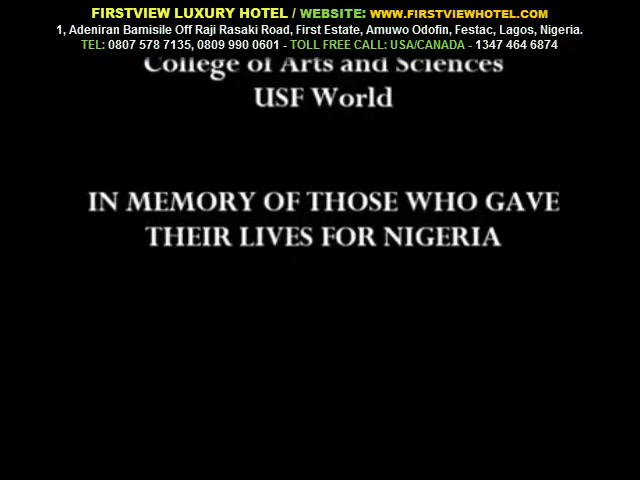 FIRSTVIEW LUXURY HOTEL / WEBSITE: WWW.FIRSTVIEWHOTEL.COM
1, Adeniran Bamisile Off Raji Rasaki Road, First Estate, Amuwo Odofin, Festac, Lagos, Nigeria.
TEL: 0807 578 7135, 0809 990 0601 - TOLL FREE CALL: USA/CANADA - 1347 464 6874
College of Arts and Sciences
USF World
IN MEMORY OF THOSE WHO GAVE
THEIR LIVES FOR NIGERIA